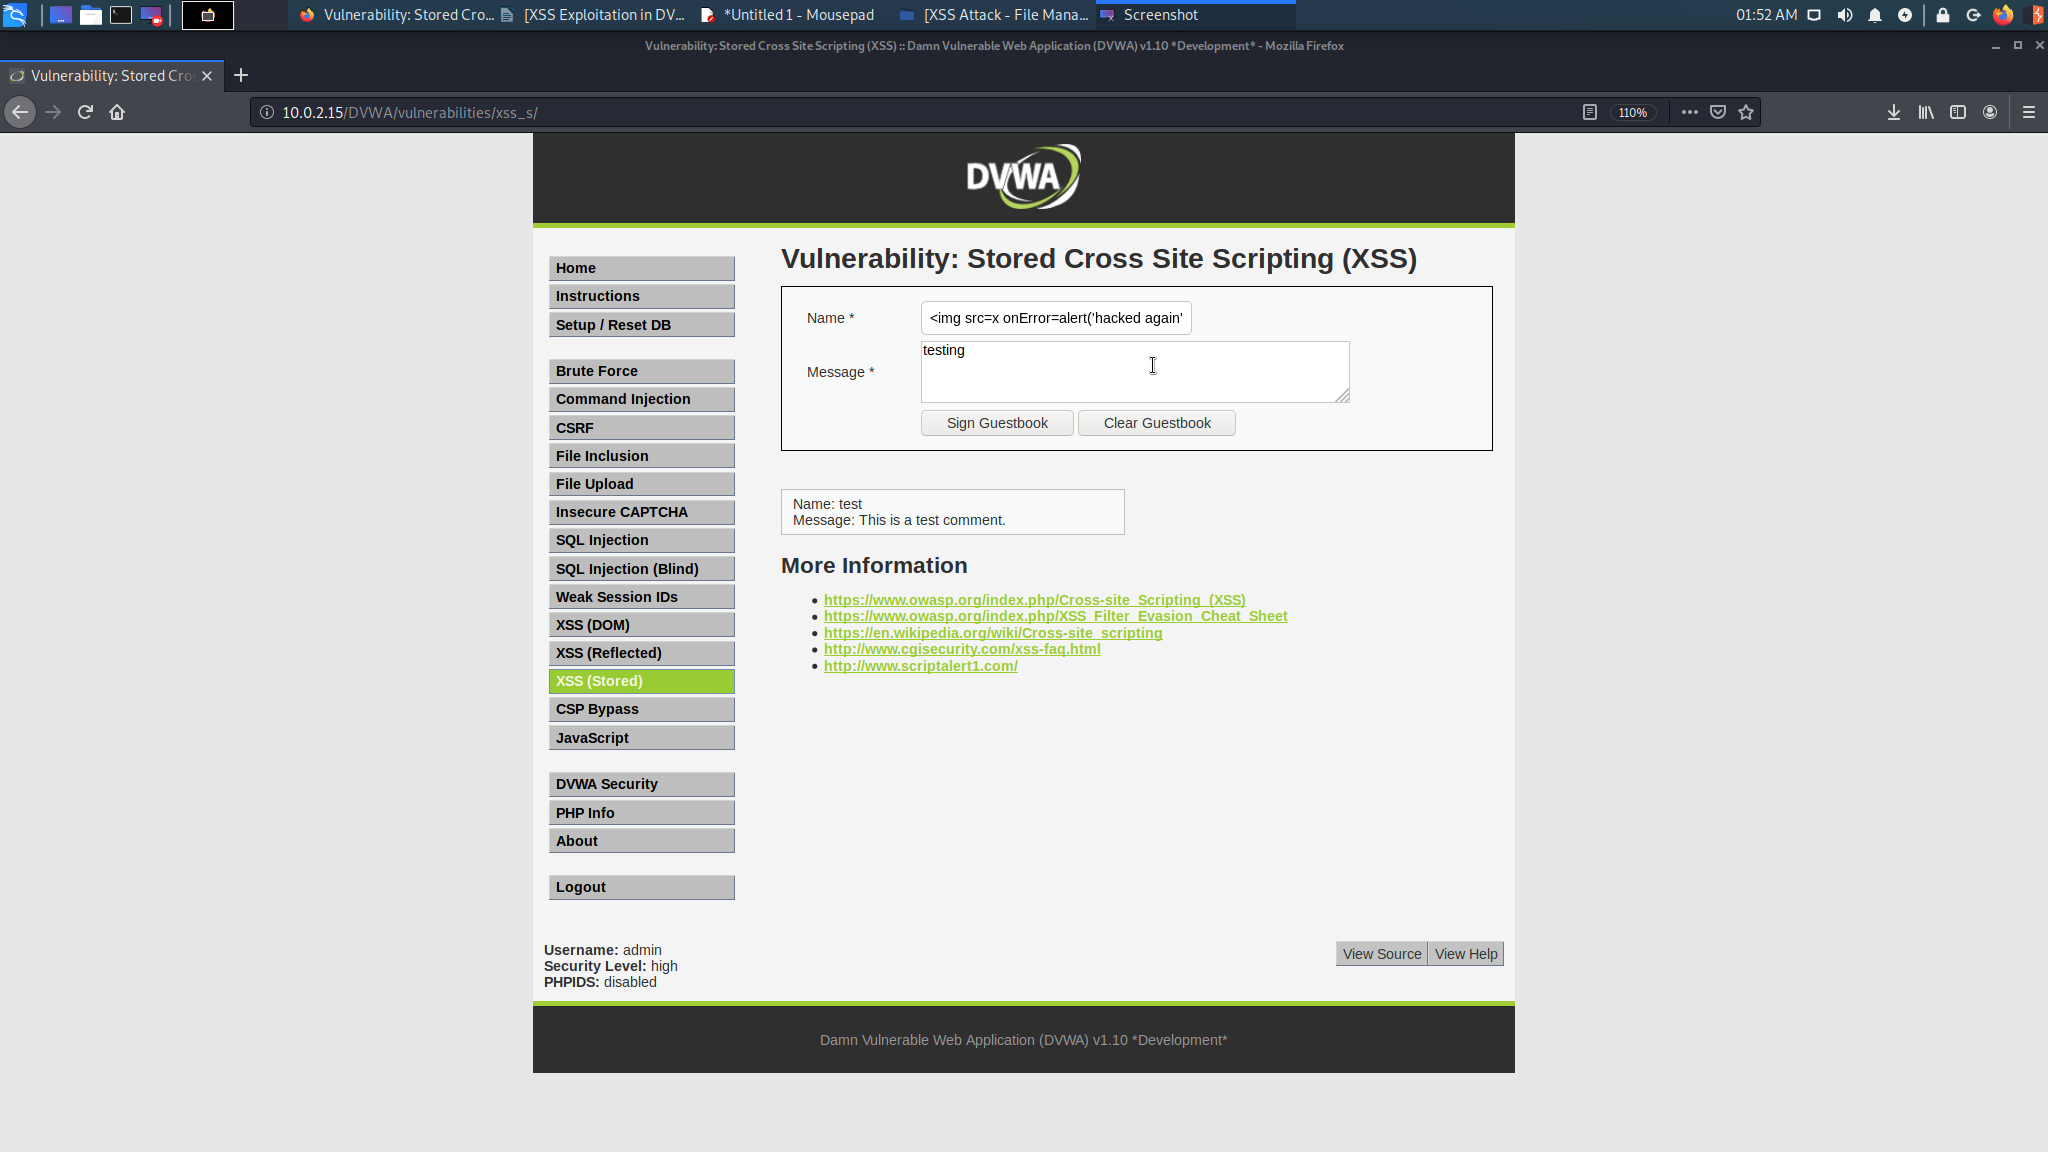 Vulnerability: Stored Cro...
[XSS Exploitation in DV...
*Untitled 1 - Mousepad
[XSS Attack - File Mana...
Screenshot
01:52 AM
Vulnerability: Stored Cross Site Scripting (XSS) :: Damn Vulnerable Web Application (DVWA) v1.10 *Development* - Mozilla Firefox
Vulnerability: Stored Cro
10.0.2.15/DVWA/vulnerabilities/xss_s/
110%
DVWA
Vulnerability: Stored Cross Site Scripting (XSS)
Name *
<img src=x onError=alert('hacked again'
Message *
testing
Sign Guestbook
Clear Guestbook
Name: test
Message: This is a test comment.
More Information
https://www.owasp.org/index.php/Cross-site_Scripting_(XSS)
https://www.owasp.org/index.php/XSS_Filter_Evasion_Cheat_Sheet
https://en.wikipedia.org/wiki/Cross-site_scripting
http://www.cgisecurity.com/xss-faq.html
http://www.scriptalert1.com/
Home
Instructions
Setup / Reset DB
Brute Force
Command Injection
CSRF
File Inclusion
File Upload
Insecure CAPTCHA
SQL Injection
SQL Injection (Blind)
Weak Session IDs
XSS (DOM)
XSS (Reflected)
XSS (Stored)
CSP Bypass
JavaScript
DVWA Security
PHP Info
About
Logout
Username: admin
Security Level: high
PHPIDS: disabled
View Source
View Help
Damn Vulnerable Web Application (DVWA) v1.10 *Development*